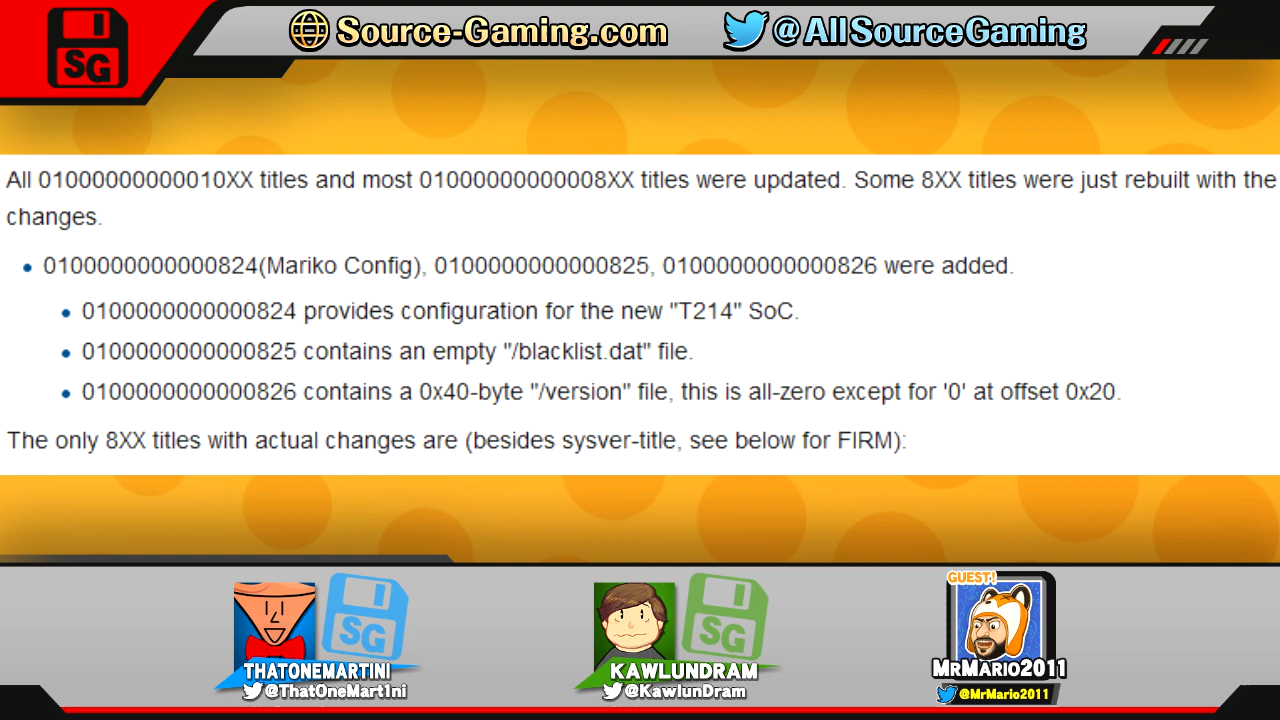 SG
Source-Gaming.com
@AllSourceGaming
All 01000000000010XX titles and most 01000000000008XX titles were updated. Some 8XX titles were just rebuilt with the
changes.
• 0100000000000824(Mariko Config), 0100000000000825, 0100000000000826 were added.
• 0100000000000824 provides configuration for the new "T214" SoC.
• 0100000000000825 contains an empty "/blacklist.dat" file.
• 0100000000000826 contains a 0x40-byte "/version" file, this is all-zero except for '0' at offset 0x20.
The only 8XX titles with actual changes are (besides sysver-title, see below for FIRM):
SG
THATONEMARTINI
@ThatOneMart1ni
SG
KAWLUNDRAM
@KawlunDram
GUEST!
MRMARIO2011
@MrMario2011